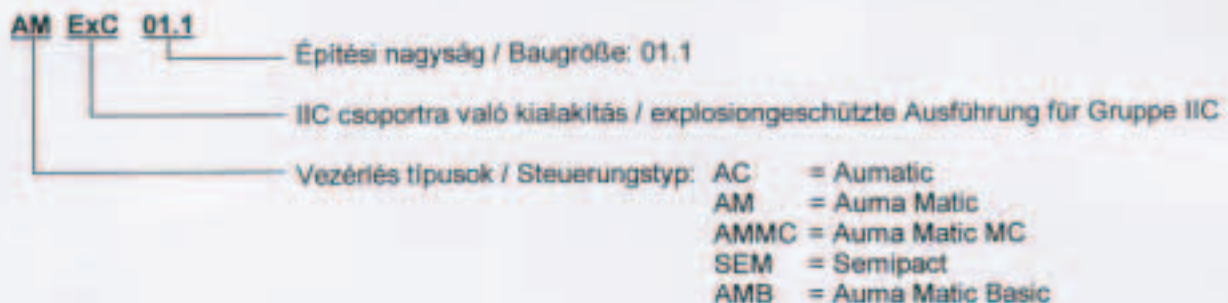 AM ExC 01.1
Építési nagyság / Baugröße: 01.1
IIC csoportra való kialakítás / explosiongeschützte Ausführung für Gruppe IIC
Vezérlés típusok / Steuerungstyp: AC = Aumatic
AM = Auma Matic
AMMC = Auma Matic MC
SEM = Semipact
AMB = Auma Matic Basic